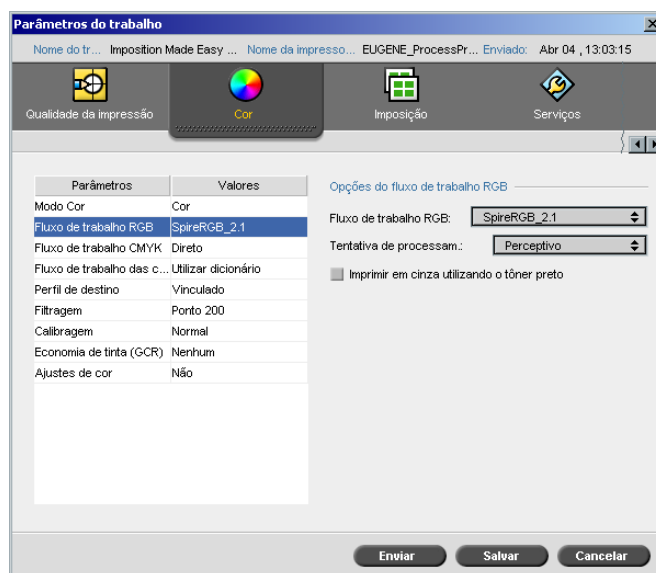 Parâmetros do trabalho
Nome do tr... Imposition Made Easy ... Nome da impresso... EUGENE_ProcessPr... Enviado: Abr 04 , 13:03:15
Qualidade da impressão Cor Imposição Serviços
Parâmetros Valores
Opções do fluxo de trabalho RGB
Modo Cor Cor
Fluxo de trabalho RGB SpireRGB_2.1
Fluxo de trabalho RGB: SpireRGB_2.1
Fluxo de trabalho CMYK Direto
Tentativa de processam.: Perceptivo
Fluxo de trabalho das c... Utilizar dicionário
Imprimir em cinza utilizando o tôner preto
Perfil de destino Vinculado
Filtragem Ponto 200
Calibragem Normal
Economia de tinta (GCR) Nenhum
Ajustes de cor Não
Enviar Salvar Cancelar